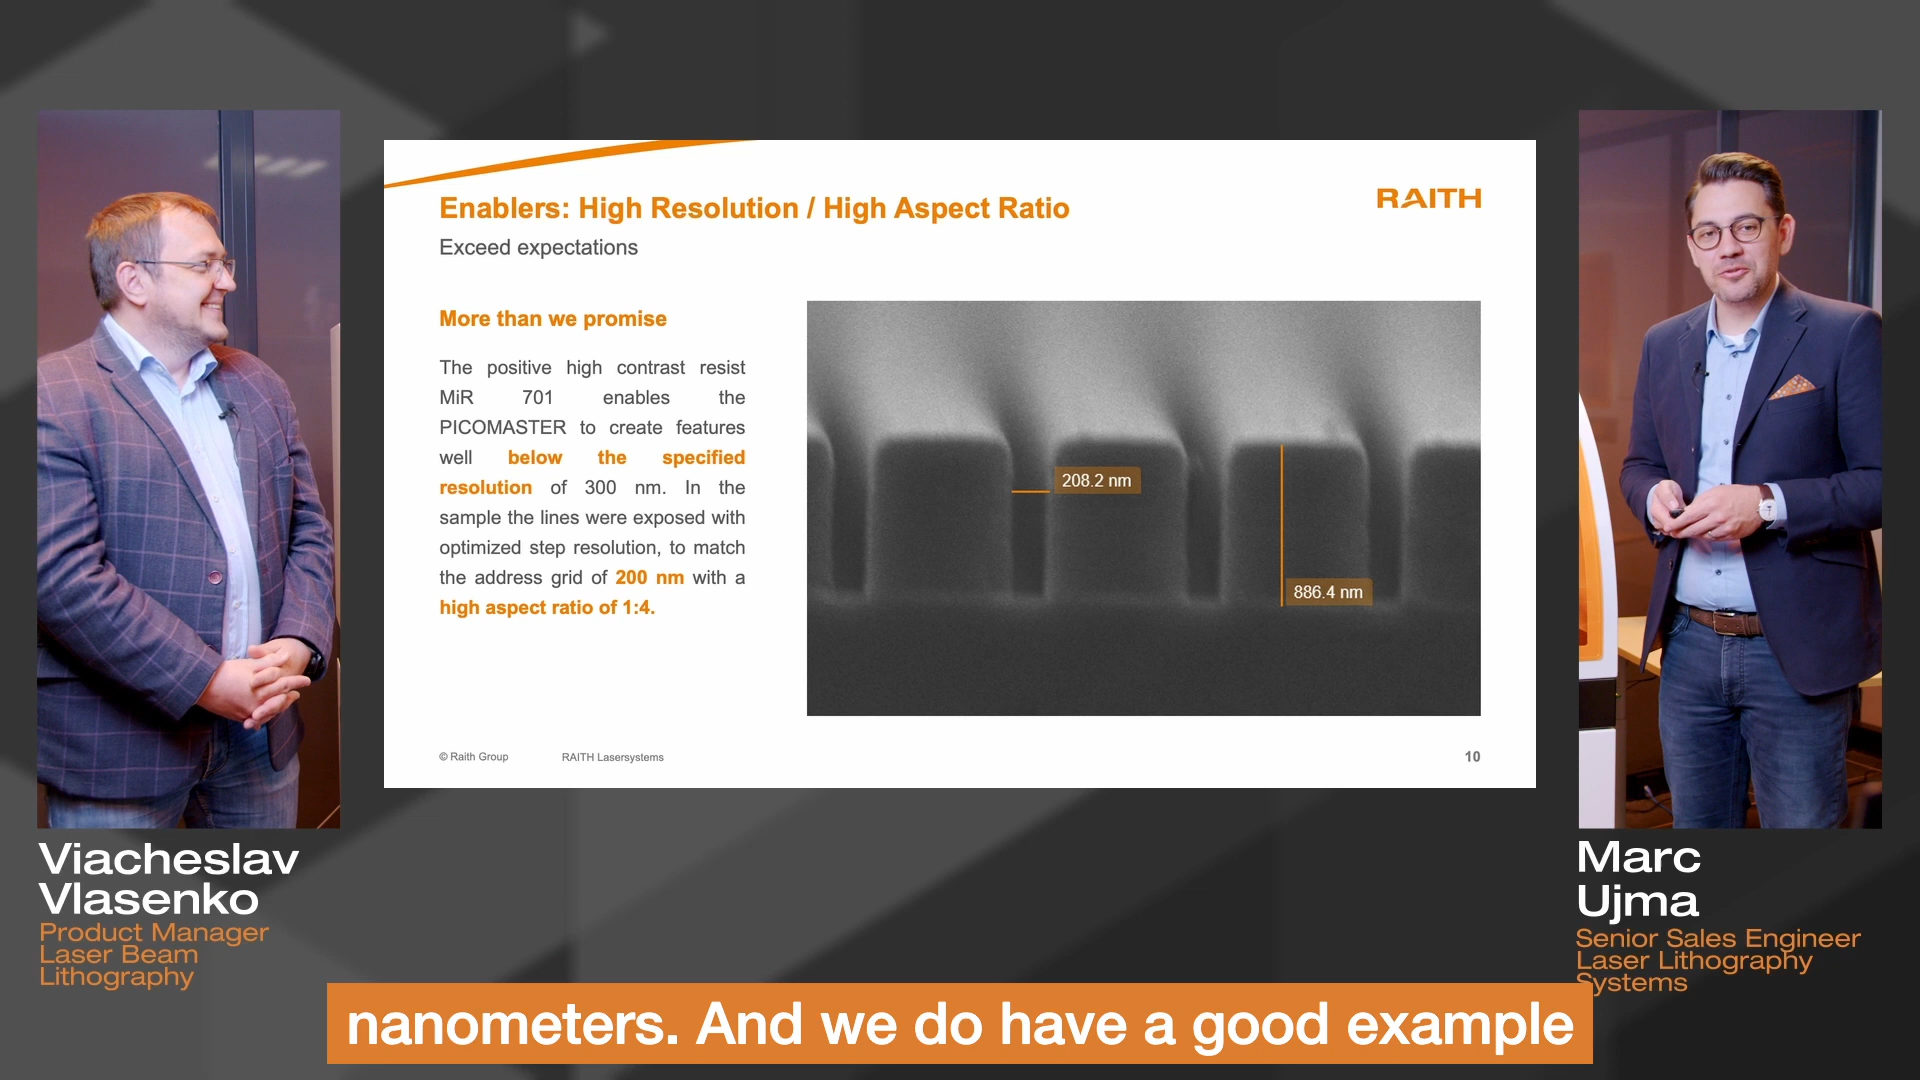 Enablers: High Resolution / High Aspect Ratio
RAITH
Exceed expectations
More than we promise
The positive high contrast resist
MiR 701 enables the
PICOMASTER to create features
well below the specified
resolution of 300 nm. In the
sample the lines were exposed with
optimized step resolution, to match
the address grid of 200 nm with a
high aspect ratio of 1:4.
208.2 nm
886.4 nm
© Raith Group
RAITH Lasersystems
10
Viacheslav
Vlasenko
Product Manager
Laser Beam
Lithography
Marc
Ujma
Senior Sales Engineer
Laser Lithography
Systems
nanometers. And we do have a good example